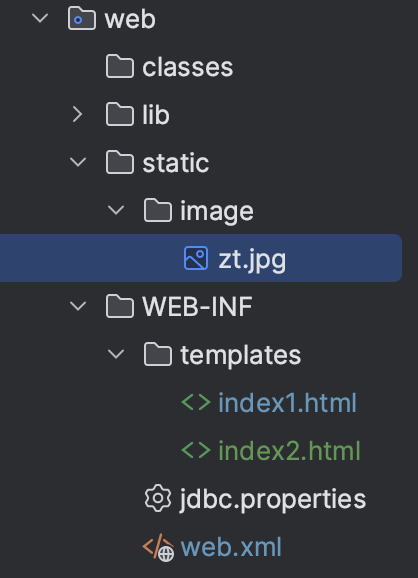 web
classes
lib
static
image
zt.jpg
WEB-INF
templates
index1.html
index2.html
jdbc.properties
web.xml